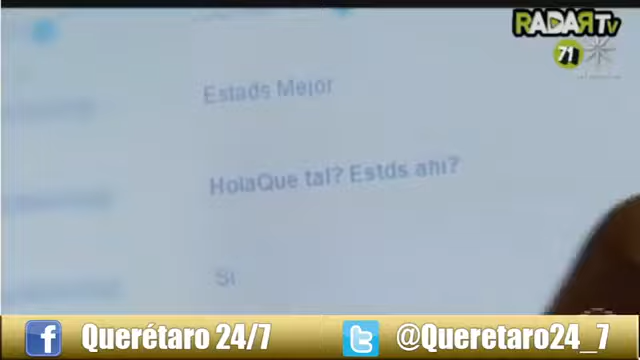 RADARTV
71
Estads Mejor
HolaQue tal? Estds ahi?
Si
Querétaro 24/7
@Queretaro24_7